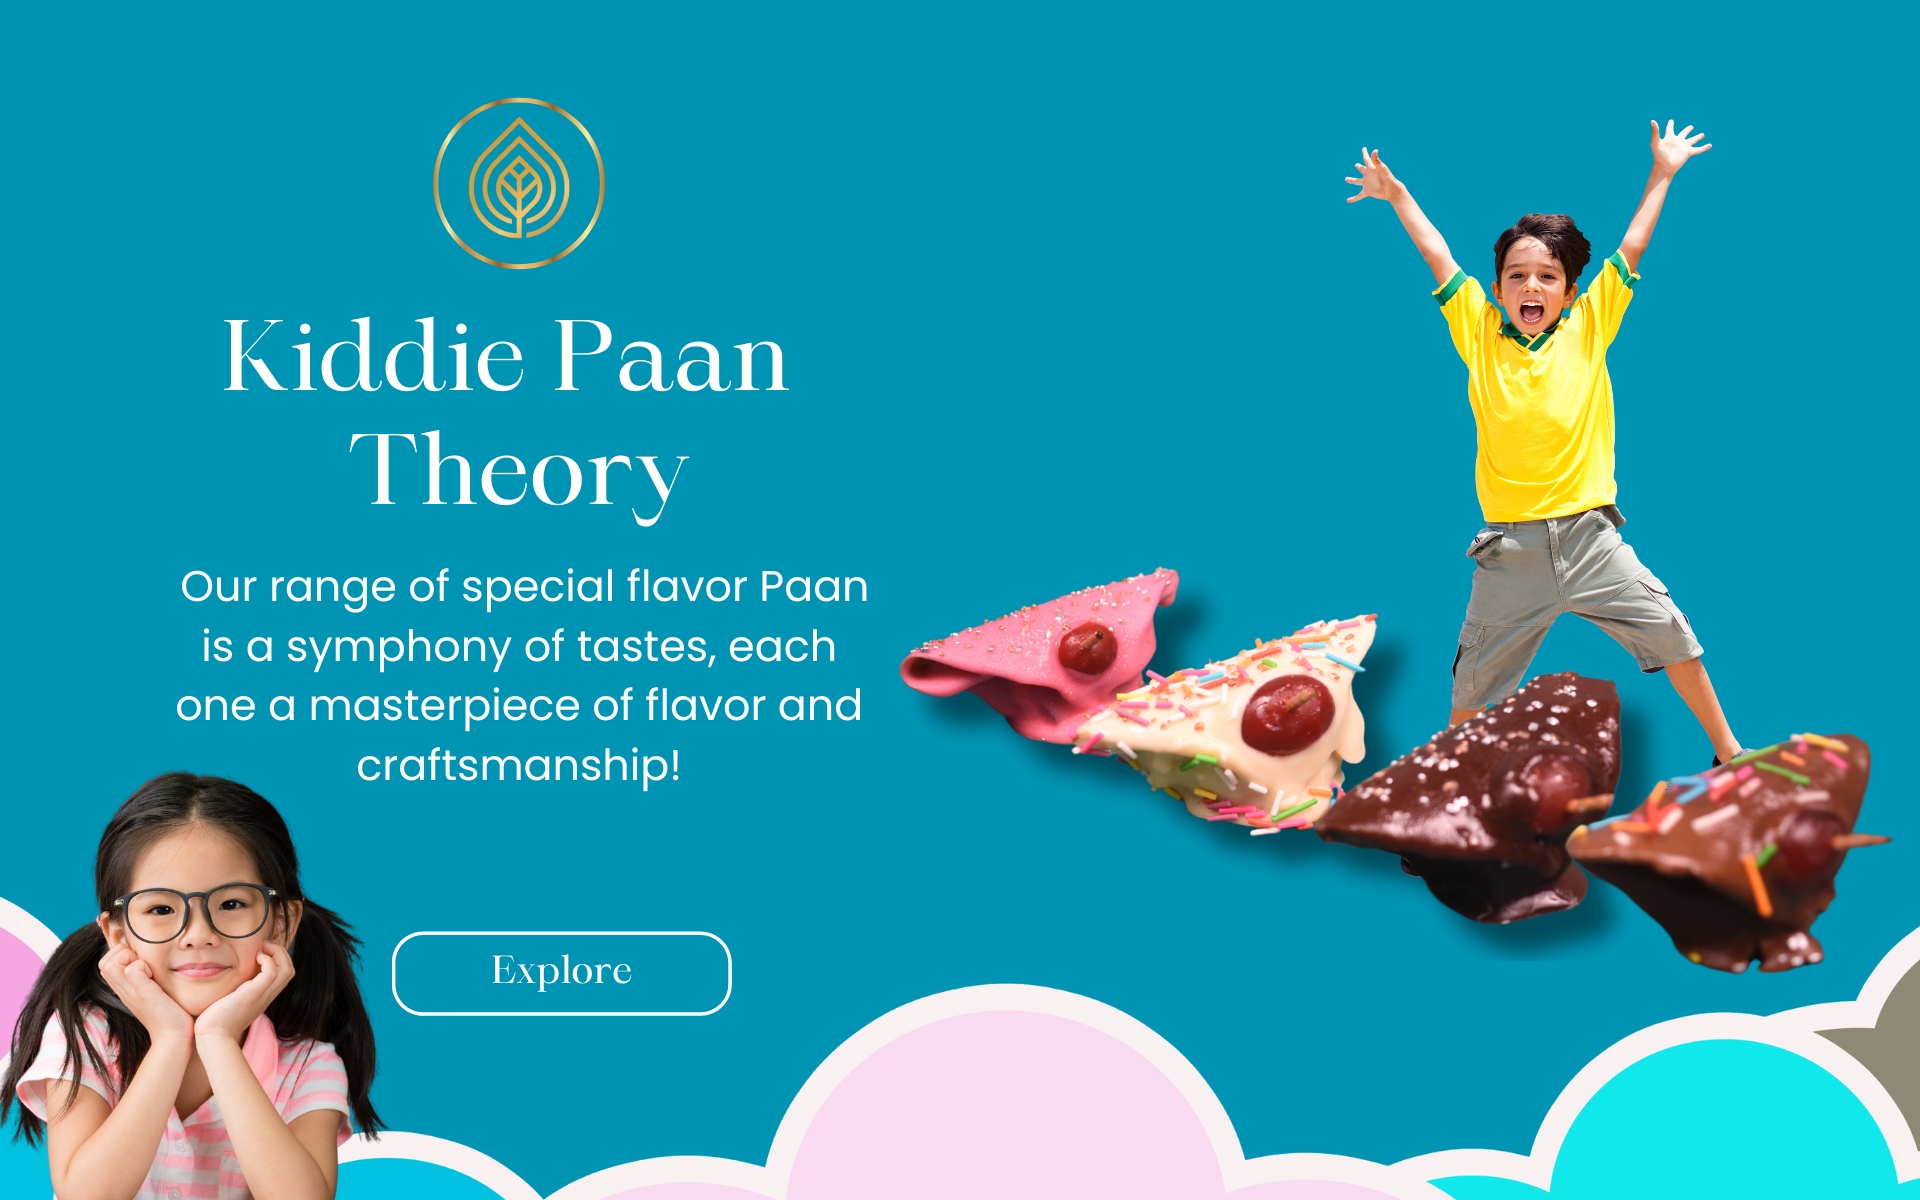 Kiddie Paan
Theory
Our range of special flavor Paan
is a symphony of tastes, each
one a masterpiece of flavor and
craftsmanship!
Explore